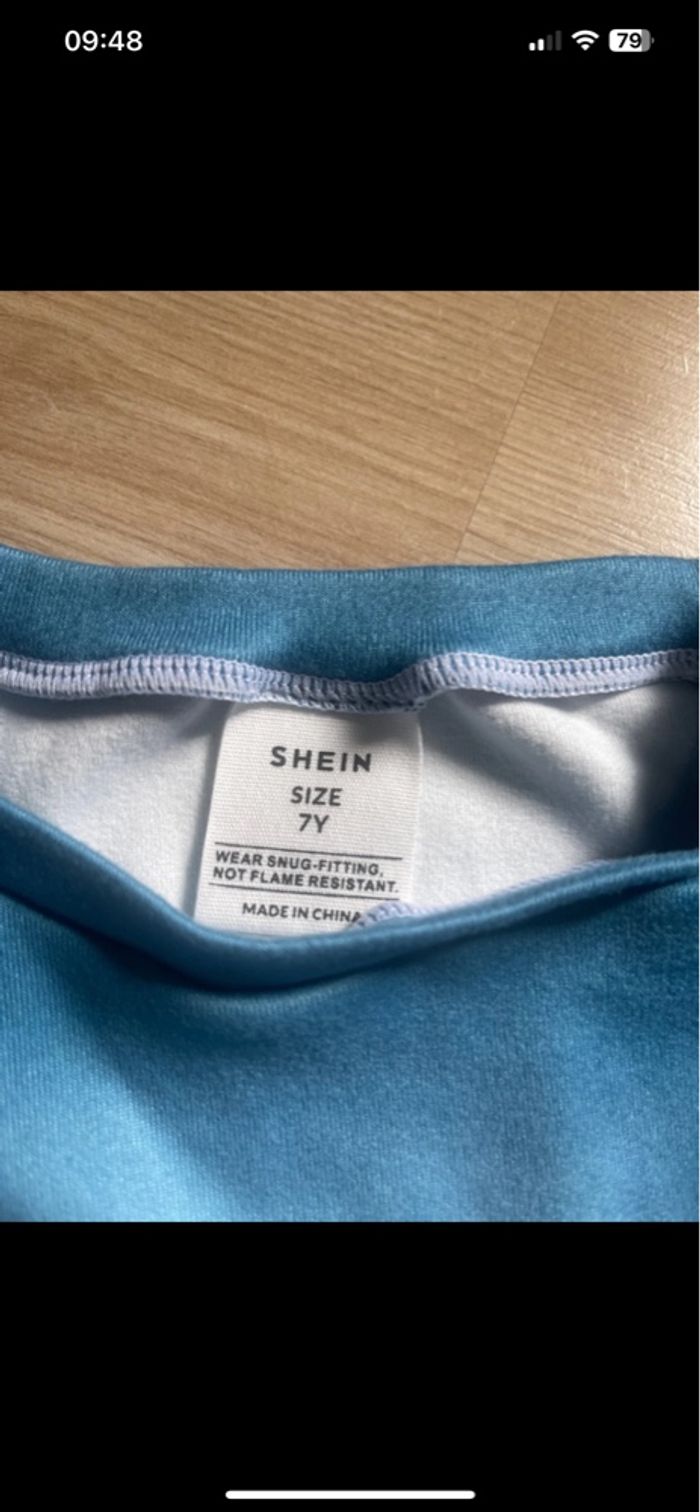 09:48
79
SHEIN
SIZE
7Y
WEAR SNUG-FITTING,
NOT FLAME RESISTANT.
MADE IN CHINA